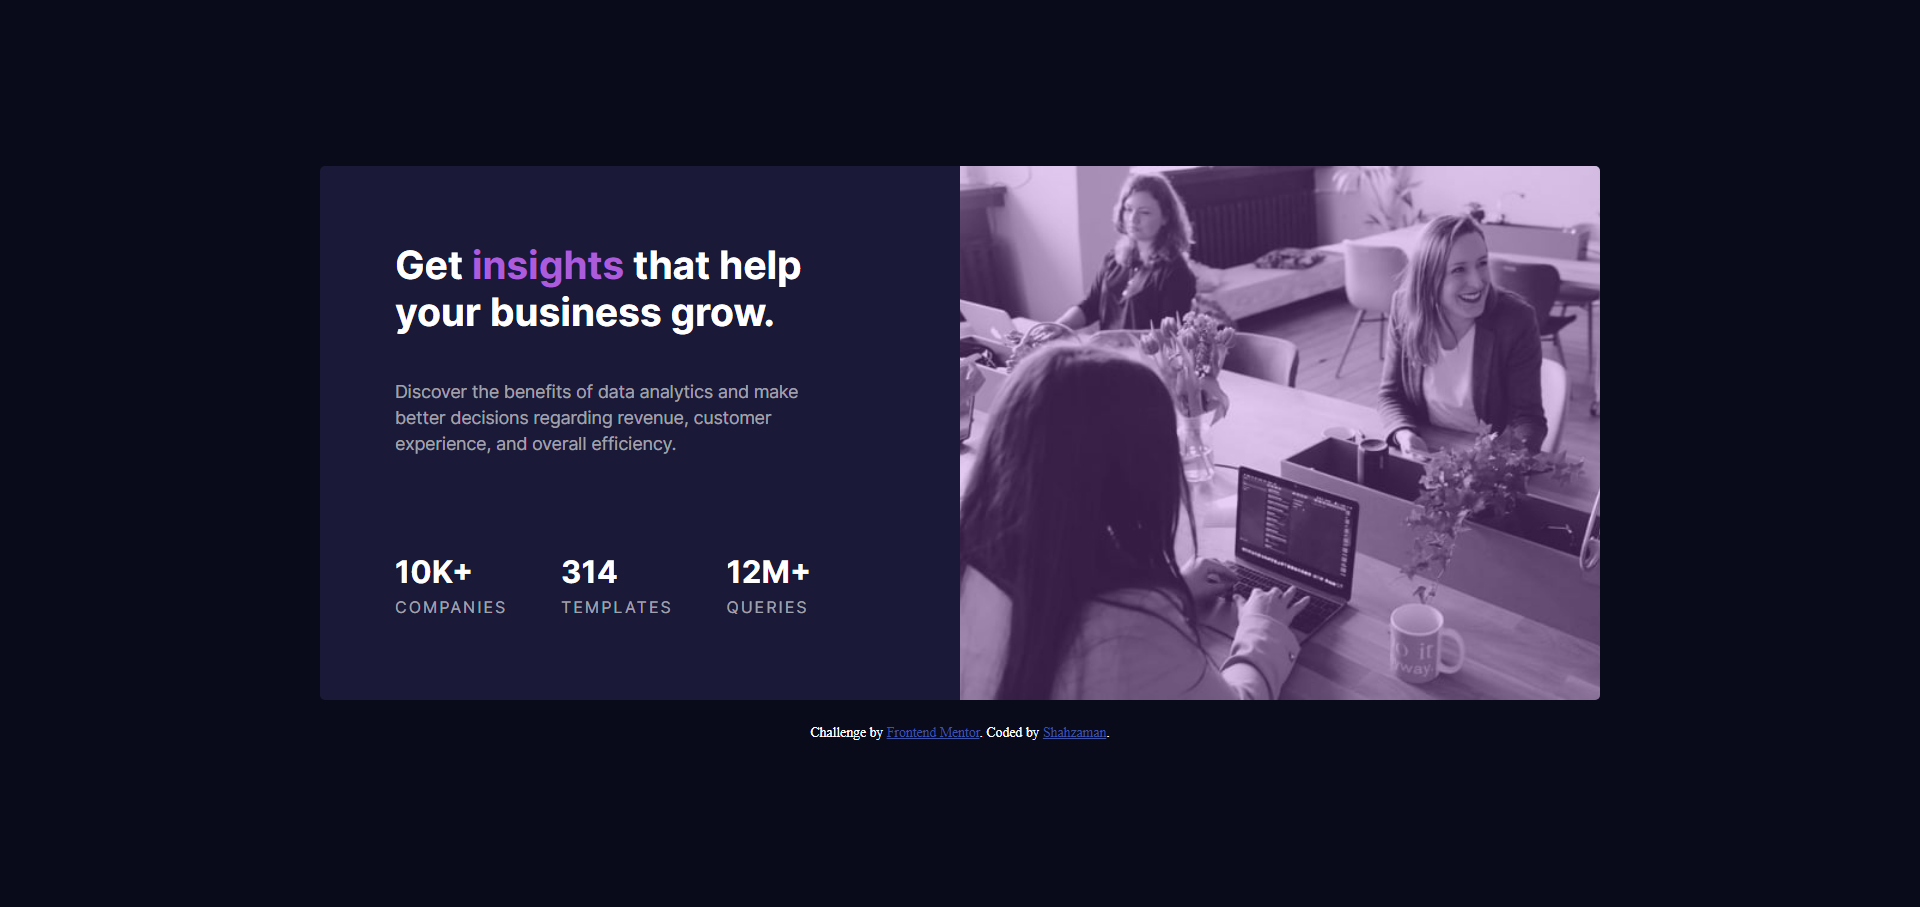 Get insights that help
your business grow.
Discover the benefits of data analytics and make
better decisions regarding revenue, customer
experience, and overall efficiency.
10K+ 314 12M+
COMPANIES TEMPLATES QUERIES
Challenge by Frontend Mentor. Coded by Shahzaman.